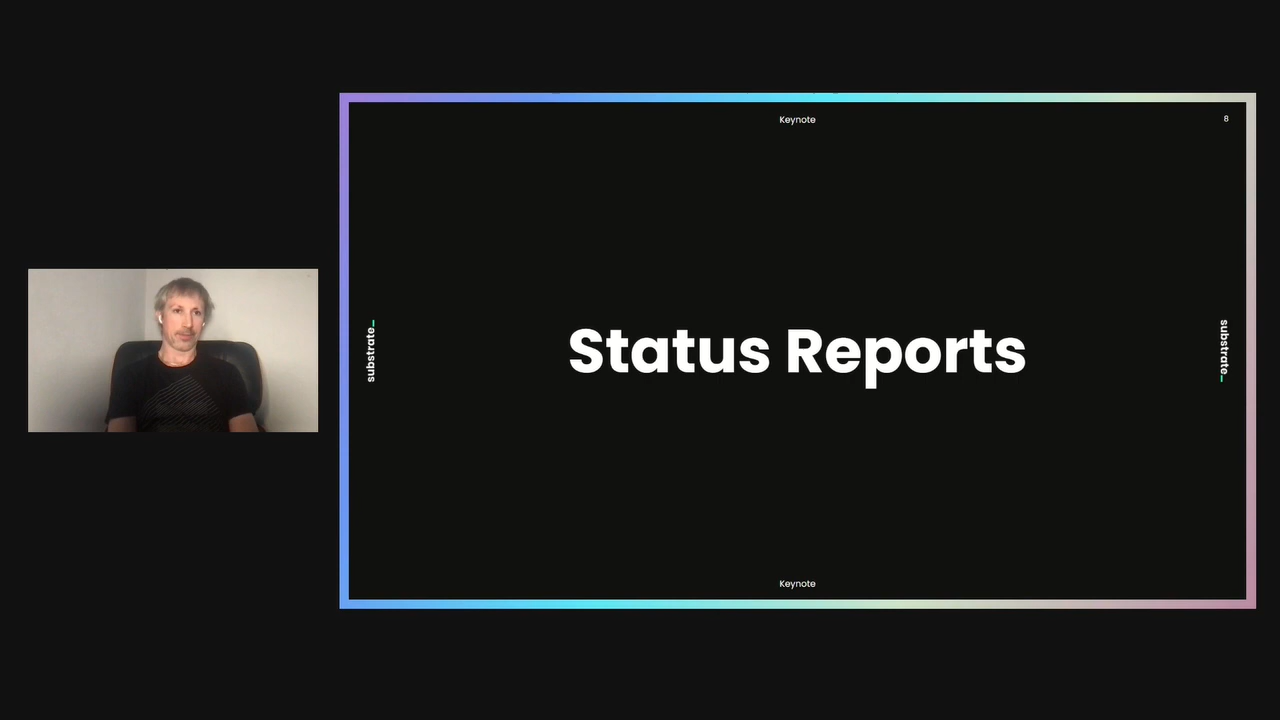 Keynote
8
substrate_
Status Reports
substrate_
Keynote